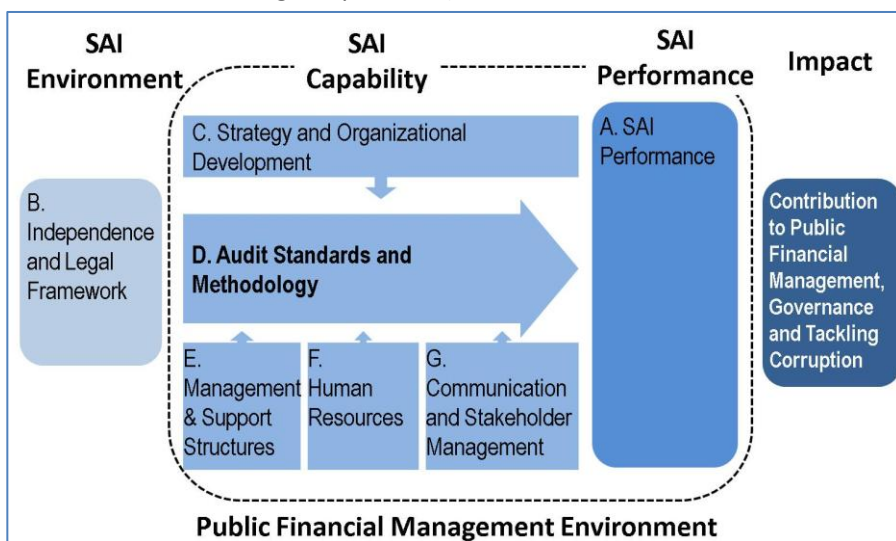 SAI
Environment
SAI
Capability
SAI
Performance
Impact
B.
Independence
and Legal
Framework
C. Strategy and Organizational
Development
D. Audit Standards and
Methodology
E.
Management
& Support
Structures
F.
Human
Resources
G.
Communication
and Stakeholder
Management
A. SAI
Performance
Contribution
to Public
Financial
Management,
Governance
and Tackling
Corruption
Public Financial Management Environment